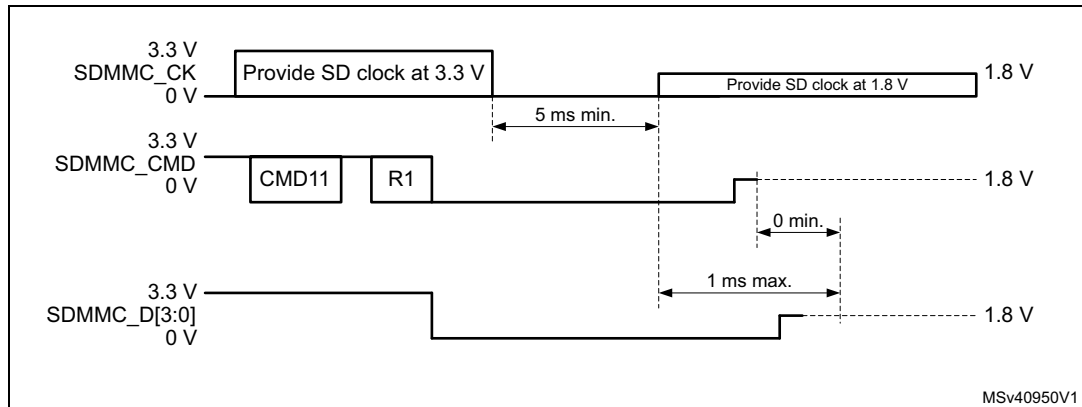 3.3 V
SDMMC_CK
0 V
Provide SD clock at 3.3 V
Provide SD clock at 1.8 V
1.8 V
5 ms min.
3.3 V
SDMMC_CMD
0 V
CMD11
R1
1.8 V
0 min.
1 ms max.
3.3 V
SDMMC_D[3:0]
0 V
1.8 V
MSv40950V1